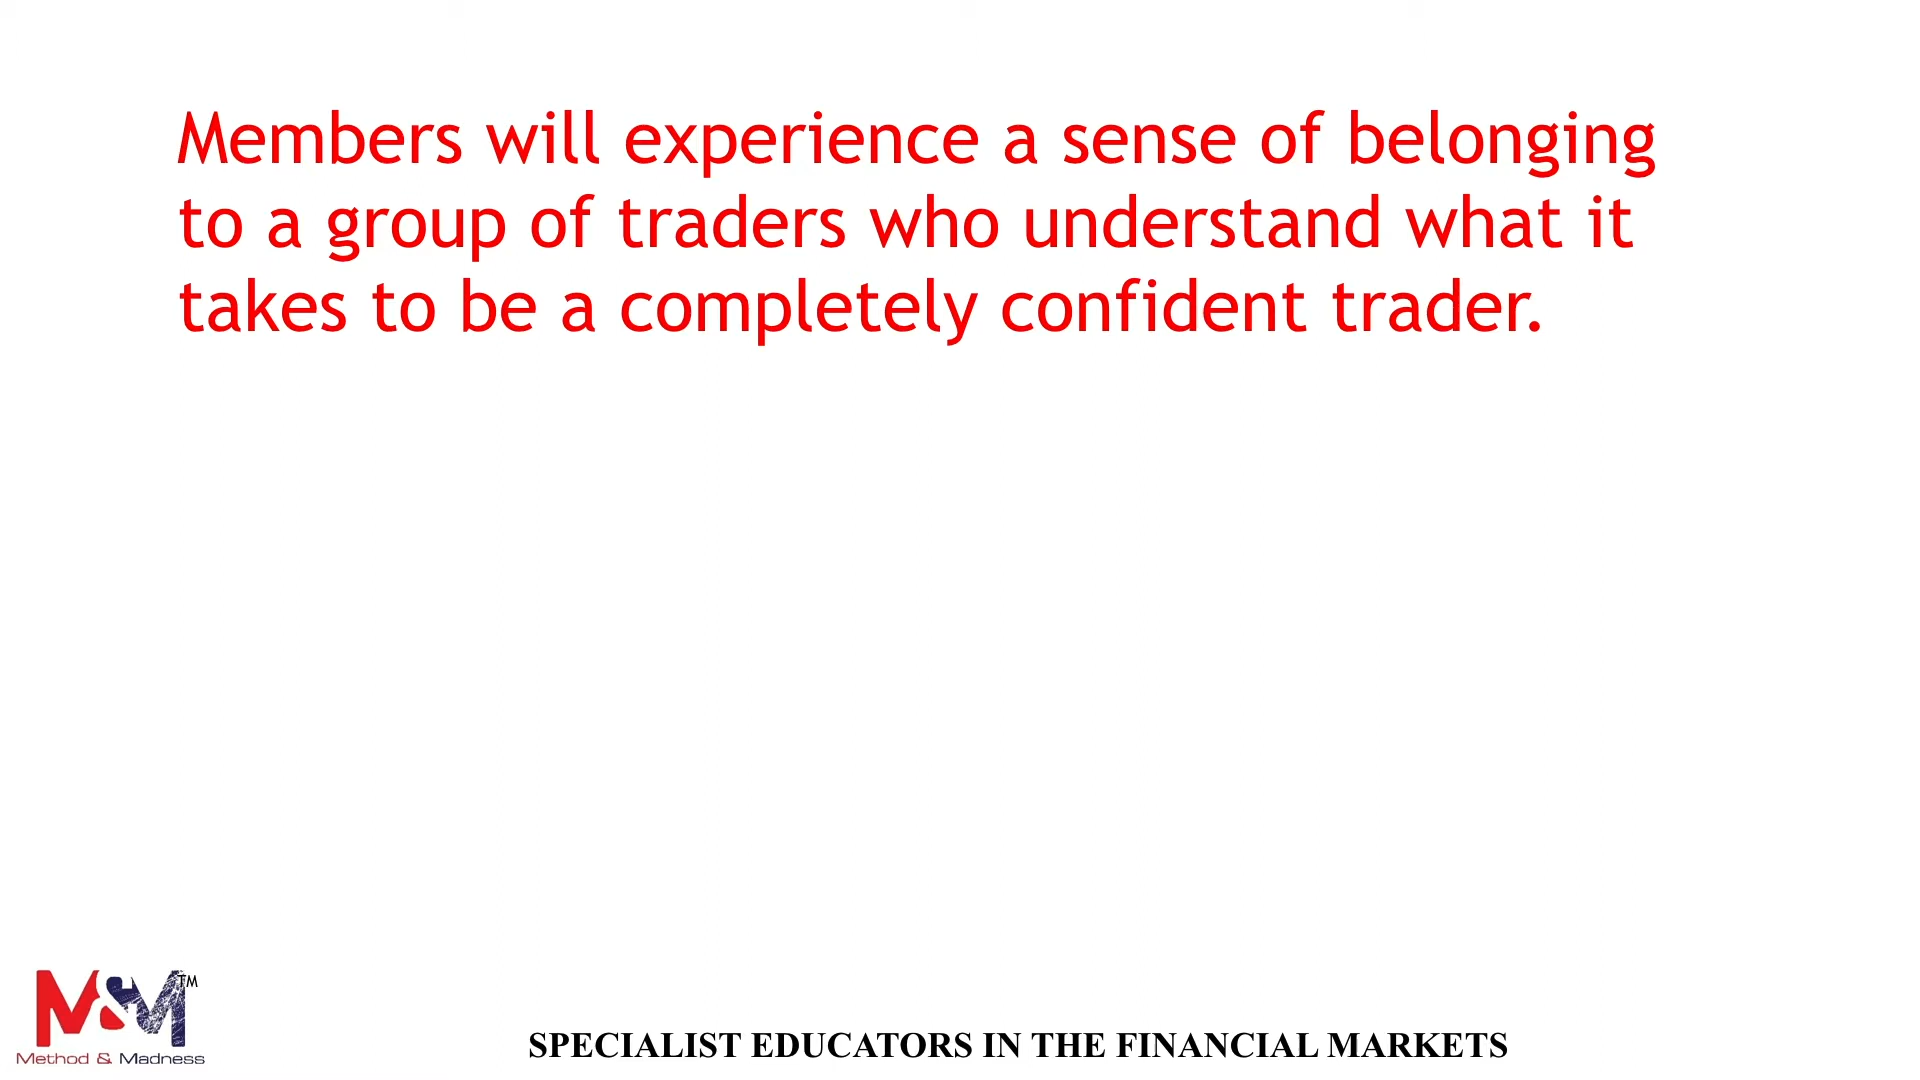 Members will experience a sense of belonging
to a group of traders who understand what it
takes to be a completely confident trader.
M&M™
Method & Madness
SPECIALIST EDUCATORS IN THE FINANCIAL MARKETS